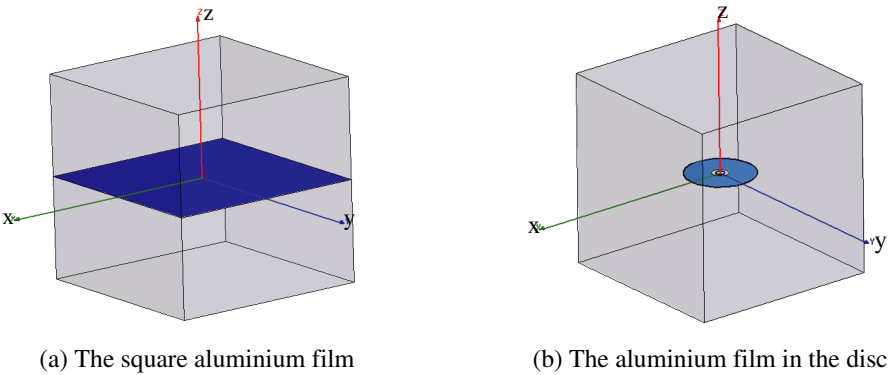 z
x
y
(a) The square aluminium film
z
x
y
(b) The aluminium film in the disc